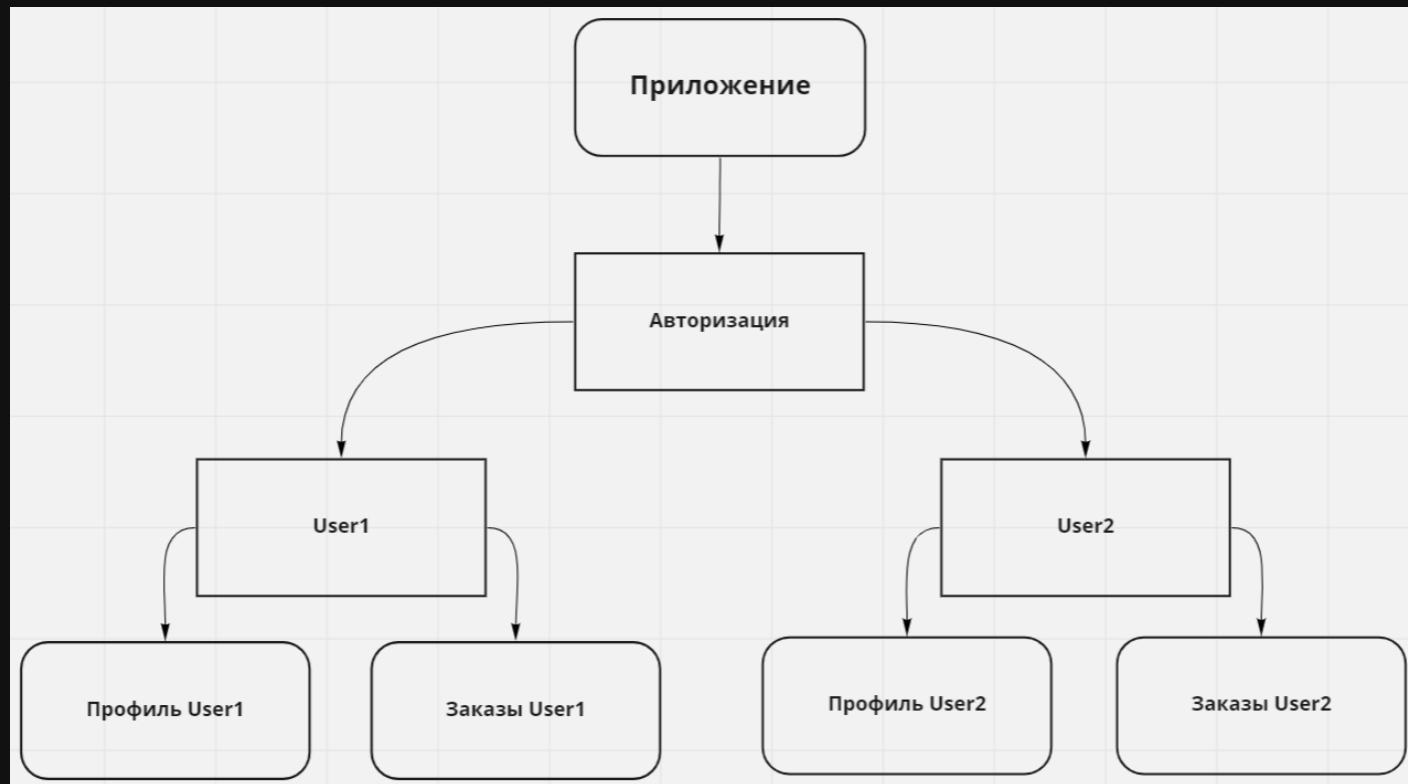 Приложение
Авторизация
User1
User2
Профиль User1
Заказы User1
Профиль User2
Заказы User2